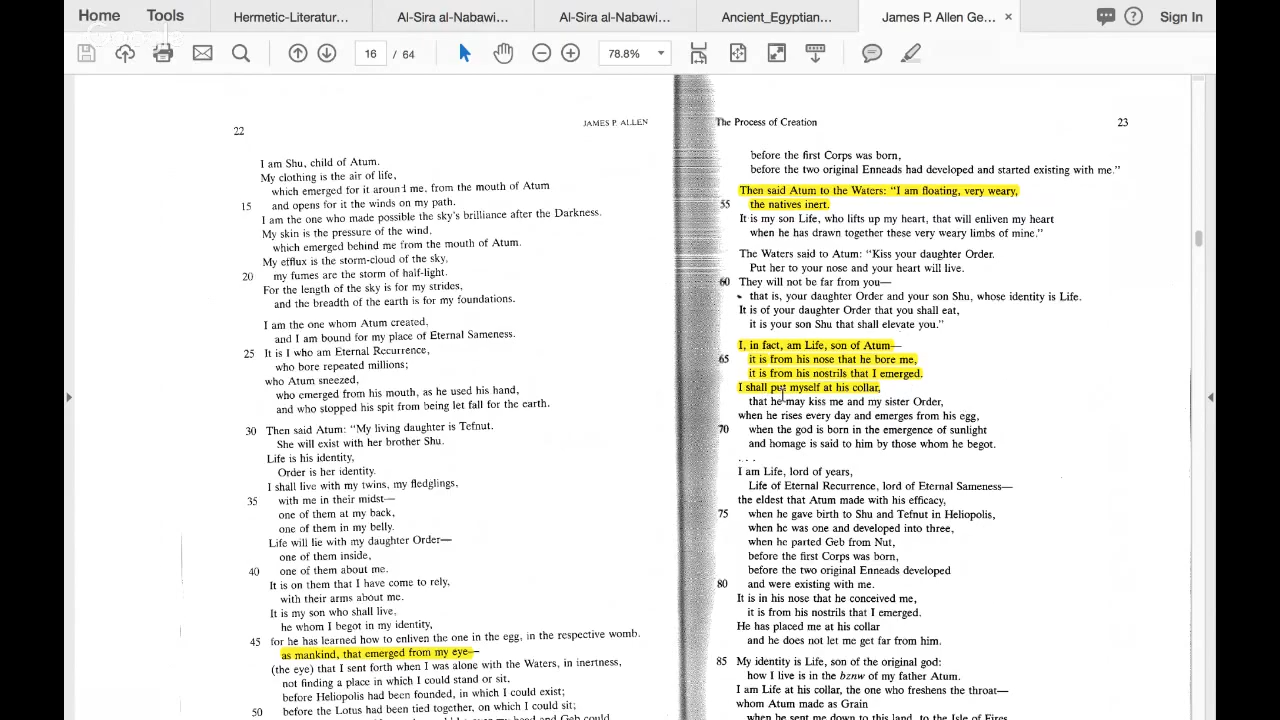 Home
Tools
Hermetic-Literatur...
Al-Sira al-Nabawi...
Al-Sira al-Nabawi...
Ancient_Egyptian...
James P. Allen Ge...
Sign In
16 / 64
78.8%
22
JAMES P. ALLEN
I am Shu, child of Atum.
My clothing is the air of life,
which emerged for it around me, from the mouth of Atum
15 and opens for it the winds on my path.
I am the one who made possible the sky's brilliance after the Darkness.
My skin is the pressure of the wind,
which emerged behind me from the mouth of Atum.
My efflux is the storm-cloud of the sky,
20 my fumes are the storm of half-light.
For the length of the sky is for my strides,
and the breadth of the earth is for my foundations.
I am the one whom Atum created,
and I am bound for my place of Eternal Sameness.
25 It is I who am Eternal Recurrence,
who bore repeated millions;
who Atum sneezed,
who emerged from his mouth, as he used his hand,
and who stopped his spit from being let fall for the earth.
30 Then said Atum: "My living daughter is Tefnut.
She will exist with her brother Shu.
Life is his identity,
Order is her identity.
I shall live with my twins, my fledglings,
35 with me in their midst—
one of them at my back,
one of them in my belly.
Life will lie with my daughter Order—
one of them inside,
40 one of them about me.
It is on them that I have come to rely,
with their arms about me.
It is my son who shall live,
he whom I begot in my identity,
45 for he has learned how to enliven the one in the egg, in the respective womb.
as mankind, that emerged from my eye—
(the eye) that I sent forth when I was alone with the Waters, in inertness,
not finding a place in which I could stand or sit,
before Heliopolis had been founded, in which I could exist;
50 before the Lotus had been tied together, on which I could sit;
The Process of Creation
23
before the first Corps was born,
before the two original Enneads had developed and started existing with me."
Then said Atum to the Waters: "I am floating, very weary,
55 the natives inert.
It is my son Life, who lifts up my heart, that will enliven my heart
when he has drawn together these very weary limbs of mine."
The Waters said to Atum: "Kiss your daughter Order.
Put her to your nose and your heart will live.
60 They will not be far from you—
that is, your daughter Order and your son Shu, whose identity is Life.
It is of your daughter Order that you shall eat,
it is your son Shu that shall elevate you."
I, in fact, am Life, son of Atum—
65 it is from his nose that he bore me,
it is from his nostrils that I emerged.
I shall put myself at his collar,
that he may kiss me and my sister Order,
when he rises every day and emerges from his egg,
70 when the god is born in the emergence of sunlight
and homage is said to him by those whom he begot.
. . .
I am Life, lord of years,
Life of Eternal Recurrence, lord of Eternal Sameness—
the eldest that Atum made with his efficacy,
75 when he gave birth to Shu and Tefnut in Heliopolis,
when he was one and developed into three,
when he parted Geb from Nut,
before the first Corps was born,
before the two original Enneads developed
80 and were existing with me.
It is in his nose that he conceived me,
it is from his nostrils that I emerged.
He has placed me at his collar
and he does not let me get far from him.
85 My identity is Life, son of the original god:
how I live is in the bznw of my father Atum.
I am Life at his collar, the one who freshens the throat—
whom Atum made as Grain
when he sent me down to this land, to the Isle of Fires